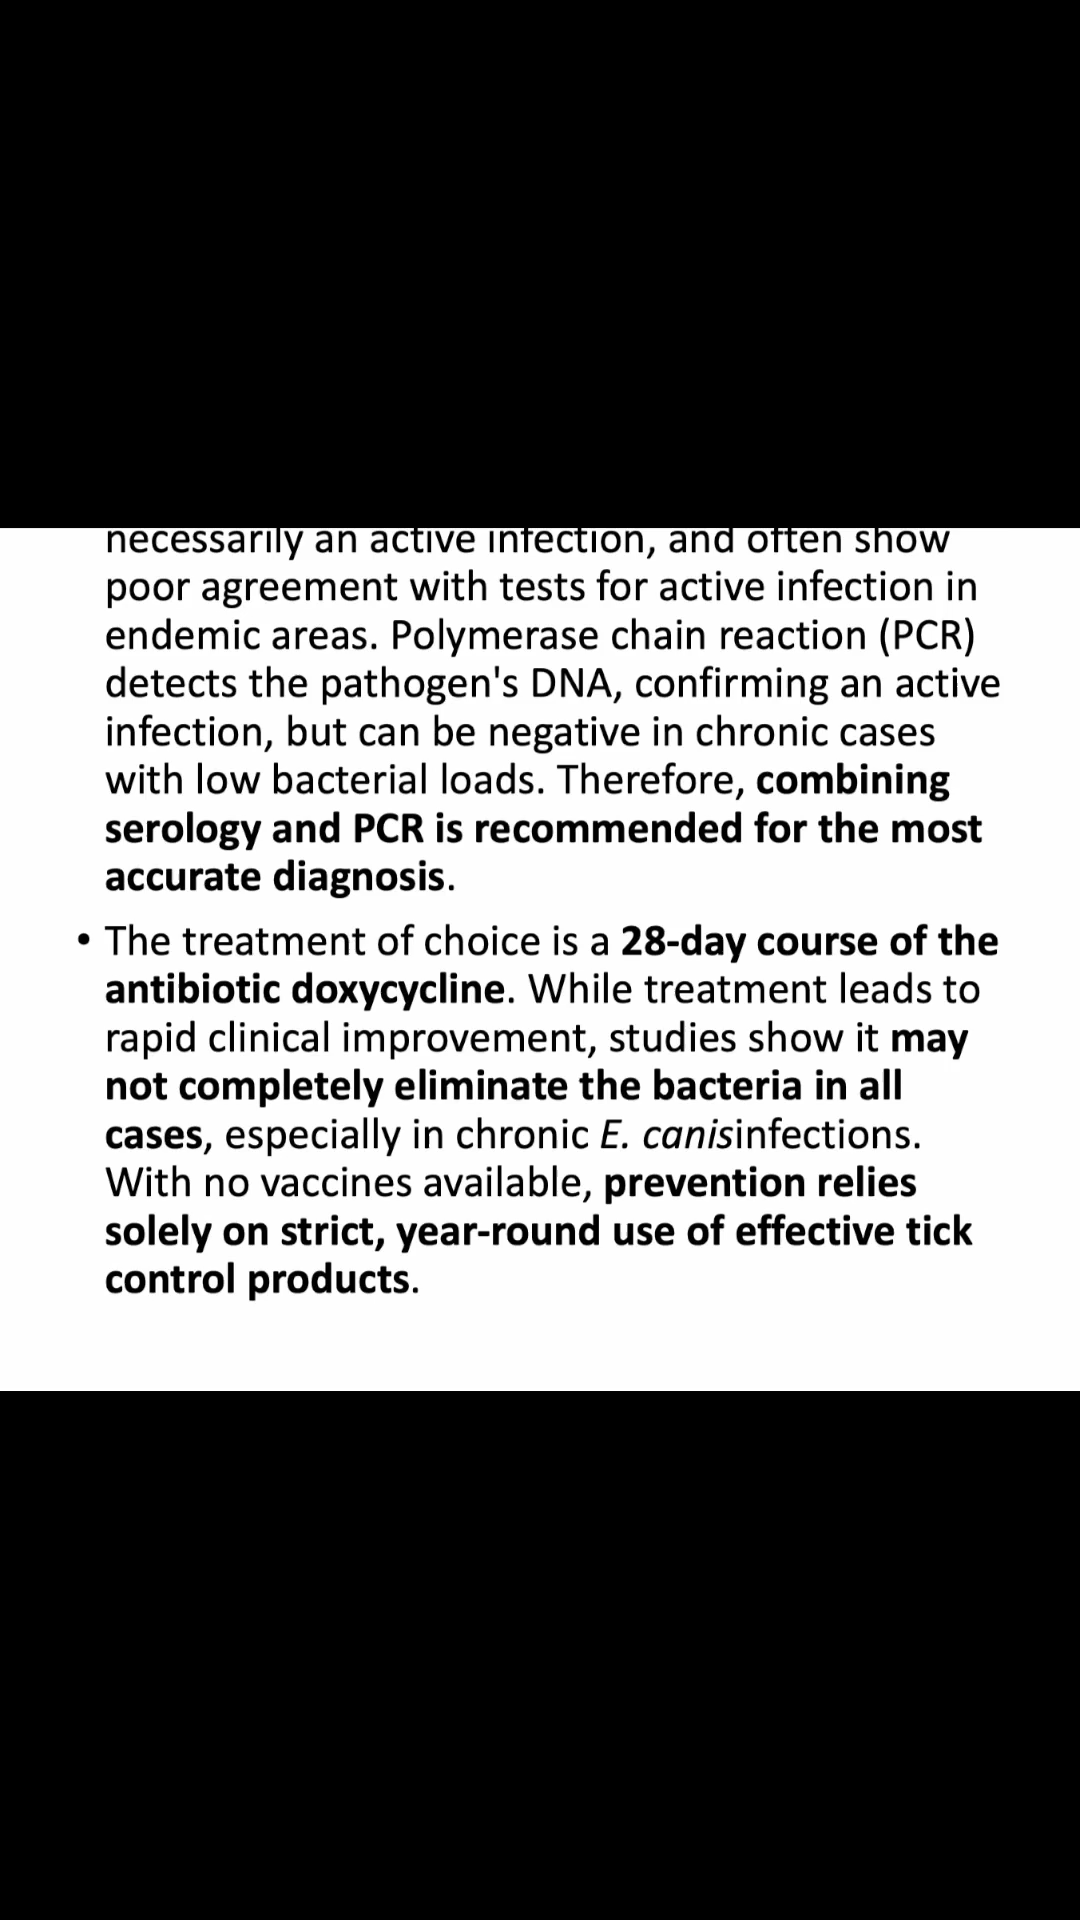 necessarily an active infection, and often show
poor agreement with tests for active infection in
endemic areas. Polymerase chain reaction (PCR)
detects the pathogen's DNA, confirming an active
infection, but can be negative in chronic cases
with low bacterial loads. Therefore, combining
serology and PCR is recommended for the most
accurate diagnosis.
• The treatment of choice is a 28-day course of the
antibiotic doxycycline. While treatment leads to
rapid clinical improvement, studies show it may
not completely eliminate the bacteria in all
cases, especially in chronic E. canisinfections.
With no vaccines available, prevention relies
solely on strict, year-round use of effective tick
control products.